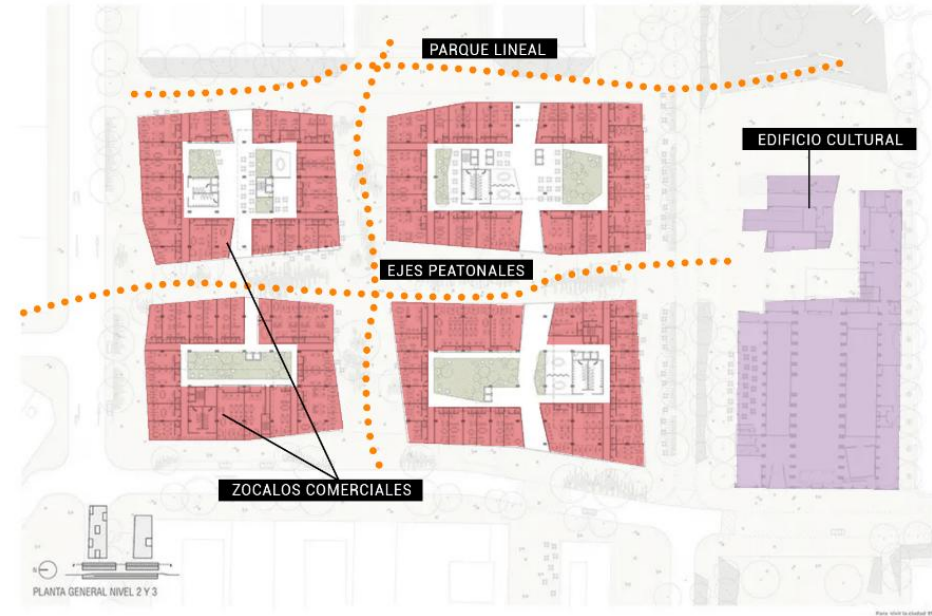 PARQUE LINEAL
EDIFICIO CULTURAL
EJES PEATONALES
ZOCALOS COMERCIALES
N
PLANTA GENERAL NIVEL 2 Y 3